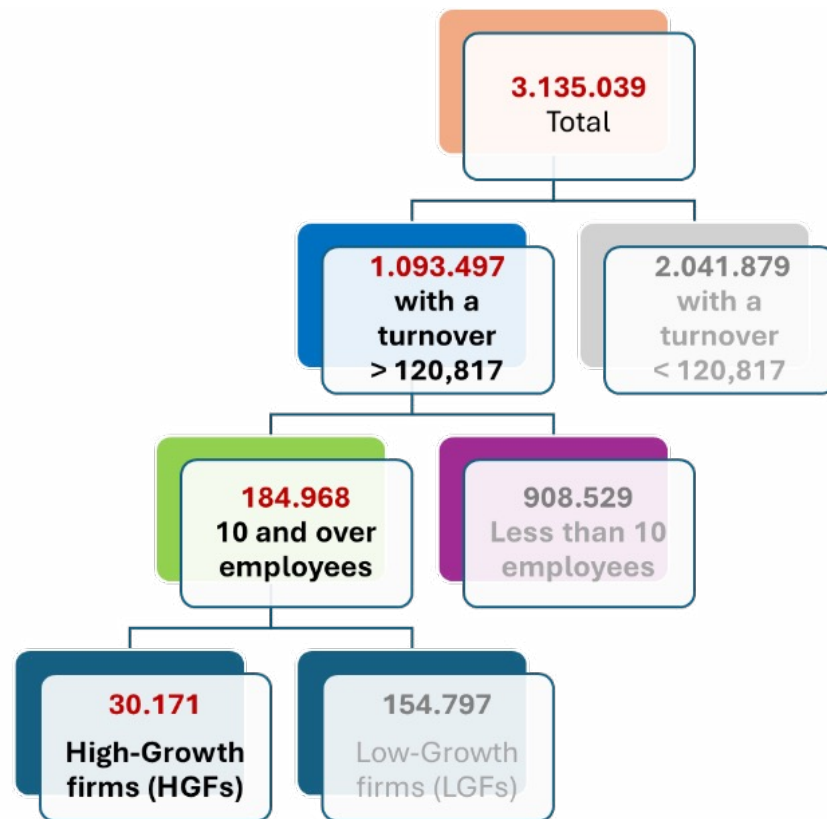 3.135.039
Total
1.093.497
with a
turnover
> 120,817
2.041.879
with a
turnover
< 120,817
184.968
10 and over
employees
908.529
Less than 10
employees
30.171
High-Growth
firms (HGFs)
154.797
Low-Growth
firms (LGFs)